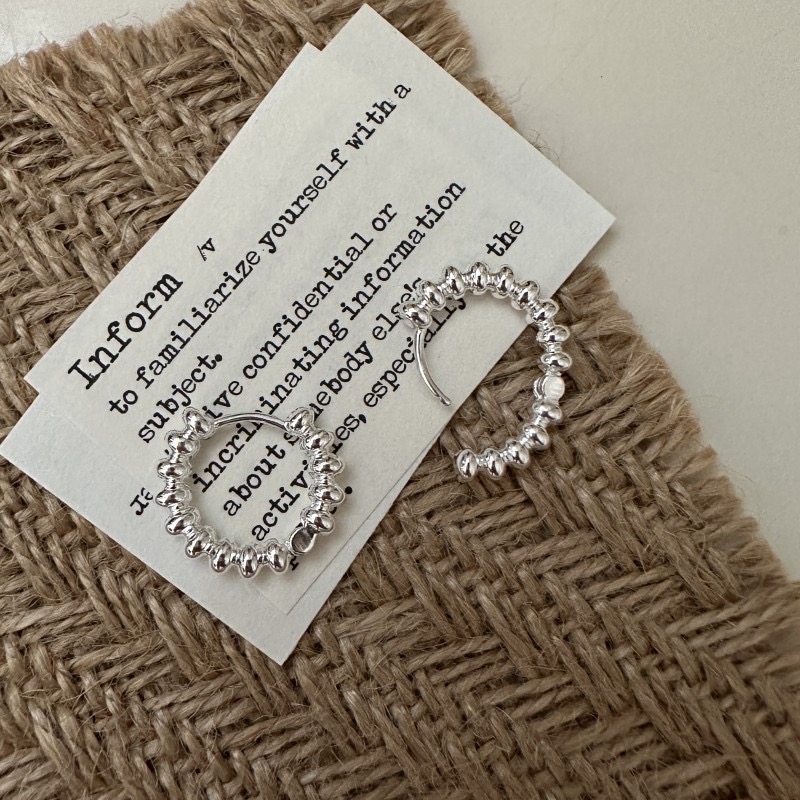 Inform /v
to familiarize yourself with a
subject.
ive confidential or
incriminating information
about somebody else's
activities, especially the